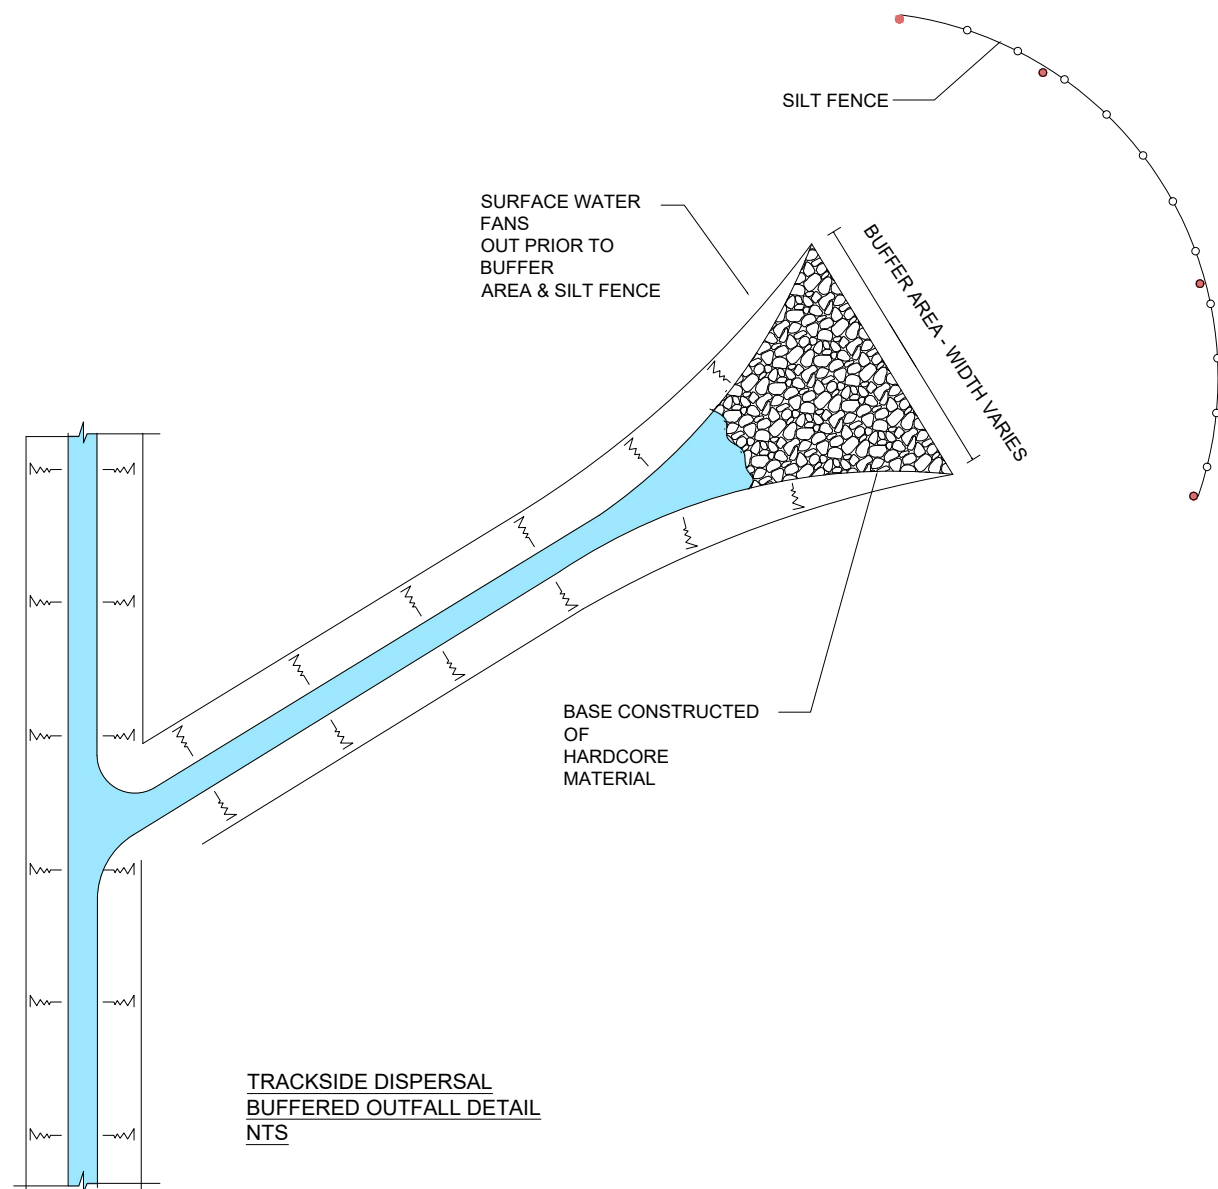 SILT FENCE
SURFACE WATER
FANS
OUT PRIOR TO
BUFFER
AREA & SILT FENCE
BUFFER AREA - WIDTH VARIES
BASE CONSTRUCTED
OF
HARDCORE
MATERIAL
TRACKSIDE DISPERSAL
BUFFERED OUTFALL DETAIL
NTS